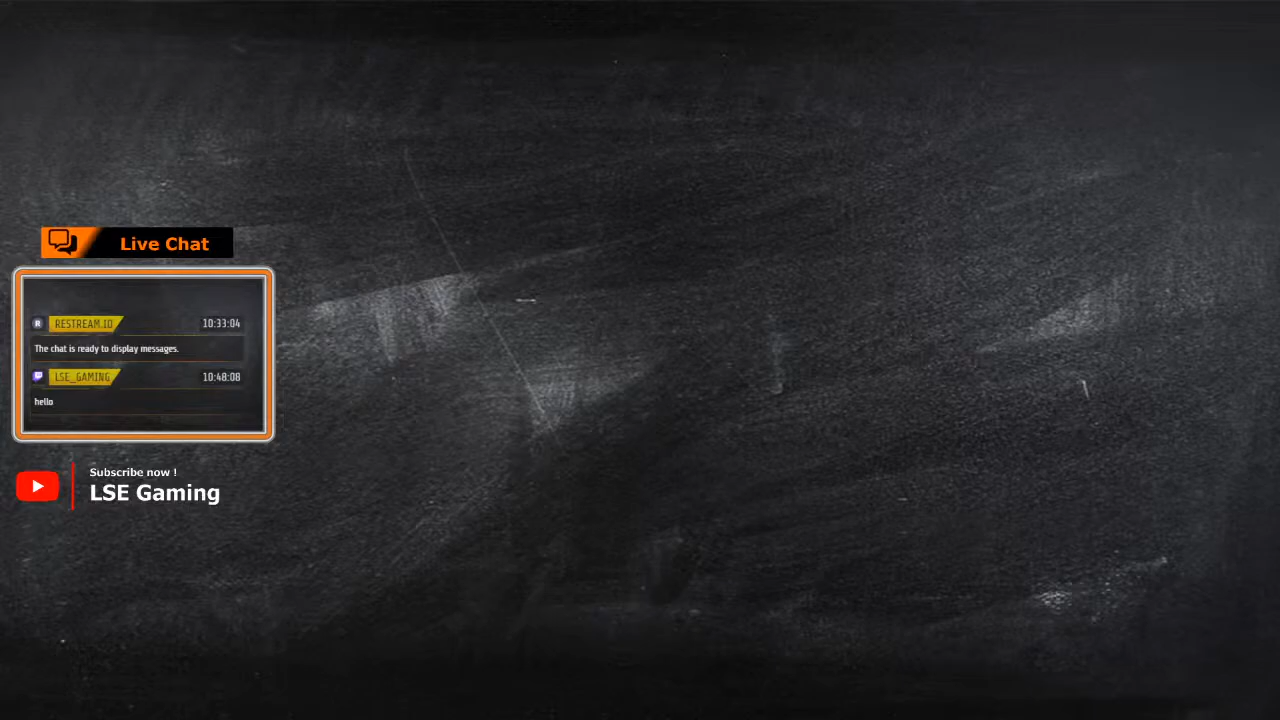 Live Chat
RESTREAM.IO 10:33:04
The chat is ready to display messages.
LSE_GAMING 10:48:08
hello
Subscribe now !
LSE Gaming